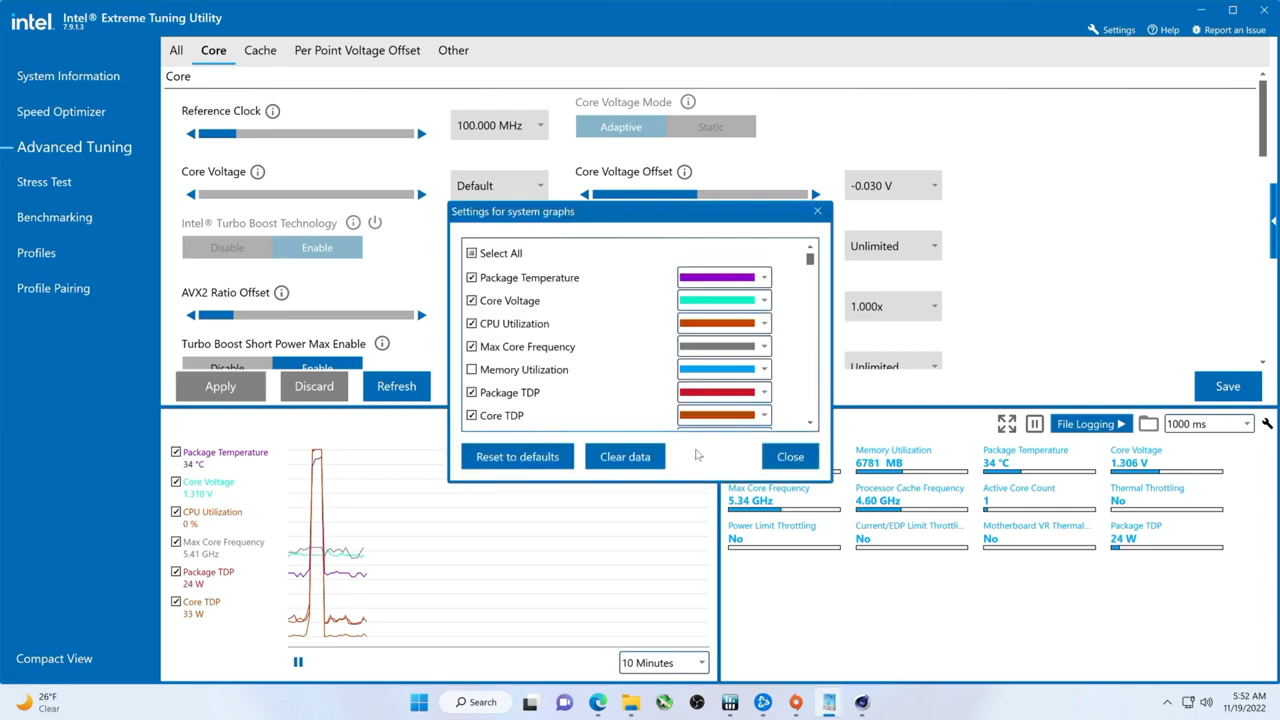 intel.
Intel® Extreme Tuning Utility
7.9.1.3
Settings
Help
Report an Issue
System Information
Speed Optimizer
Advanced Tuning
Stress Test
Benchmarking
Profiles
Profile Pairing
Compact View
All
Core
Cache
Per Point Voltage Offset
Other
Core
Reference Clock
100.000 MHz
Core Voltage Mode
Adaptive
Static
Core Voltage
Default
Core Voltage Offset
-0.030 V
Intel® Turbo Boost Technology
Disable
Enable
Unlimited
AVX2 Ratio Offset
1.000x
Turbo Boost Short Power Max Enable
Disable
Enable
Unlimited
Apply
Discard
Refresh
Save
Settings for system graphs
Select All
Package Temperature
Core Voltage
CPU Utilization
Max Core Frequency
Memory Utilization
Package TDP
Core TDP
Reset to defaults
Clear data
Close
Package Temperature
34 °C
Core Voltage
1.310 V
CPU Utilization
0 %
Max Core Frequency
5.41 GHz
Package TDP
24 W
Core TDP
33 W
10 Minutes
File Logging
1000 ms
Memory Utilization
6781 MB
Package Temperature
34 °C
Core Voltage
1.306 V
Max Core Frequency
5.34 GHz
Processor Cache Frequency
4.60 GHz
Active Core Count
1
Thermal Throttling
No
Power Limit Throttling
No
Current/EDP Limit Throttli...
No
Motherboard VR Thermal...
No
Package TDP
24 W
26°F
Clear
Search
5:52 AM
11/19/2022